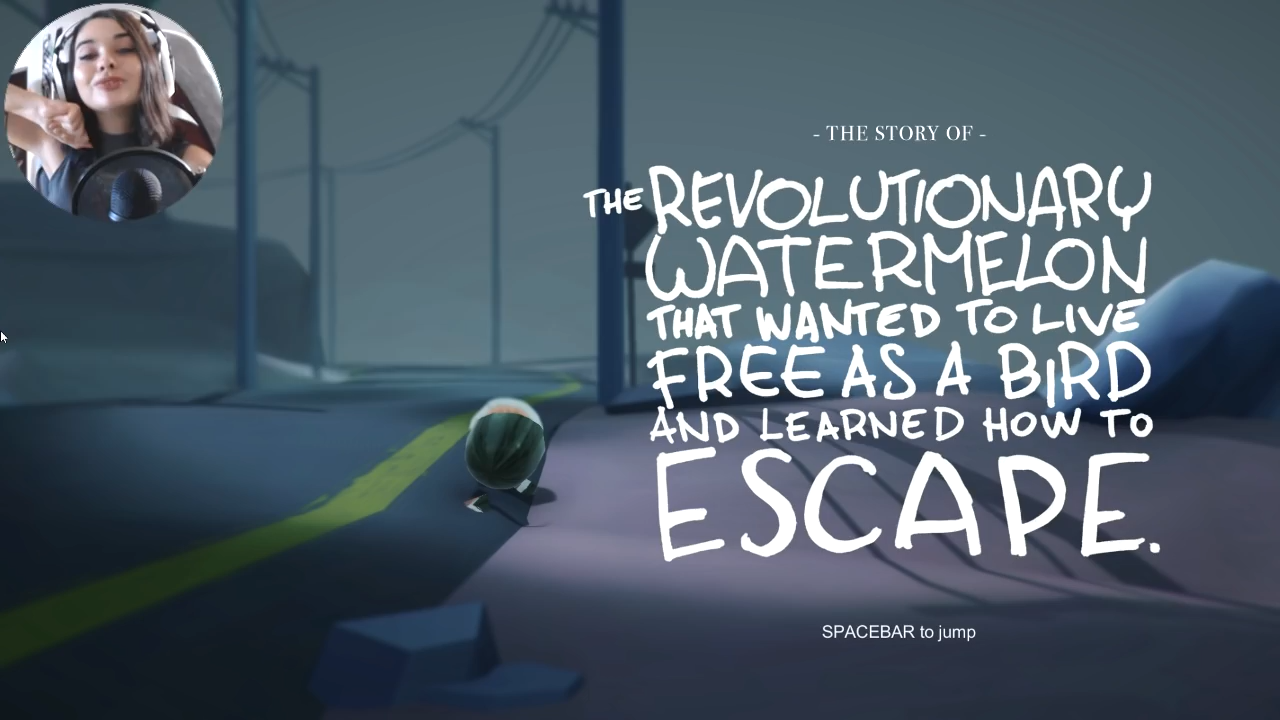 - THE STORY OF -
THE REVOLUTIONARY
WATERMELON
THAT WANTED TO LIVE
FREE AS A BIRD
AND LEARNED HOW TO
ESCAPE.
SPACEBAR to jump